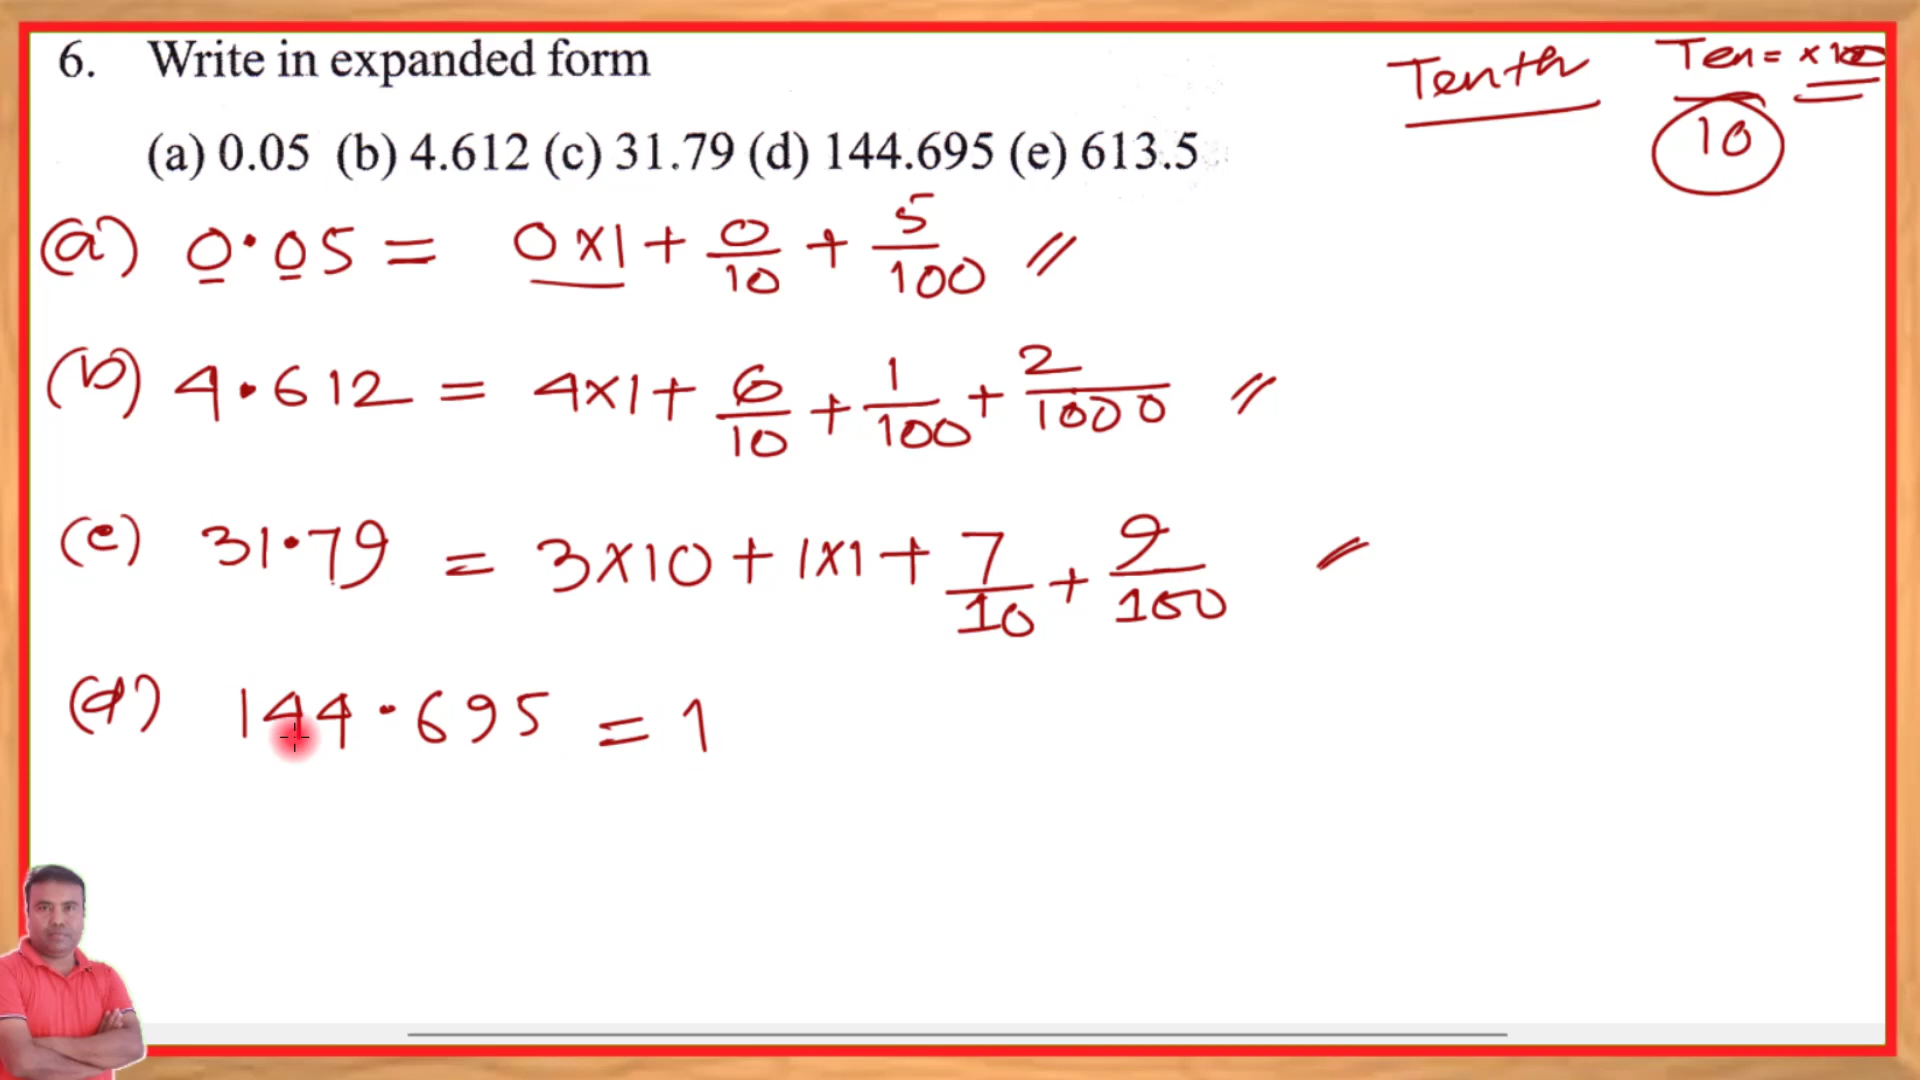 6. Write in expanded form
(a) 0.05 (b) 4.612 (c) 31.79 (d) 144.695 (e) 613.5
Tenth
Ten = × 10
10
(a) 0.05 = 0×1 + 0/10 + 5/100 //
(b) 4.612 = 4×1 + 6/10 + 1/100 + 2/1000 //
(c) 31.79 = 3×10 + 1×1 + 7/10 + 9/100
(d) 144.695 = 1